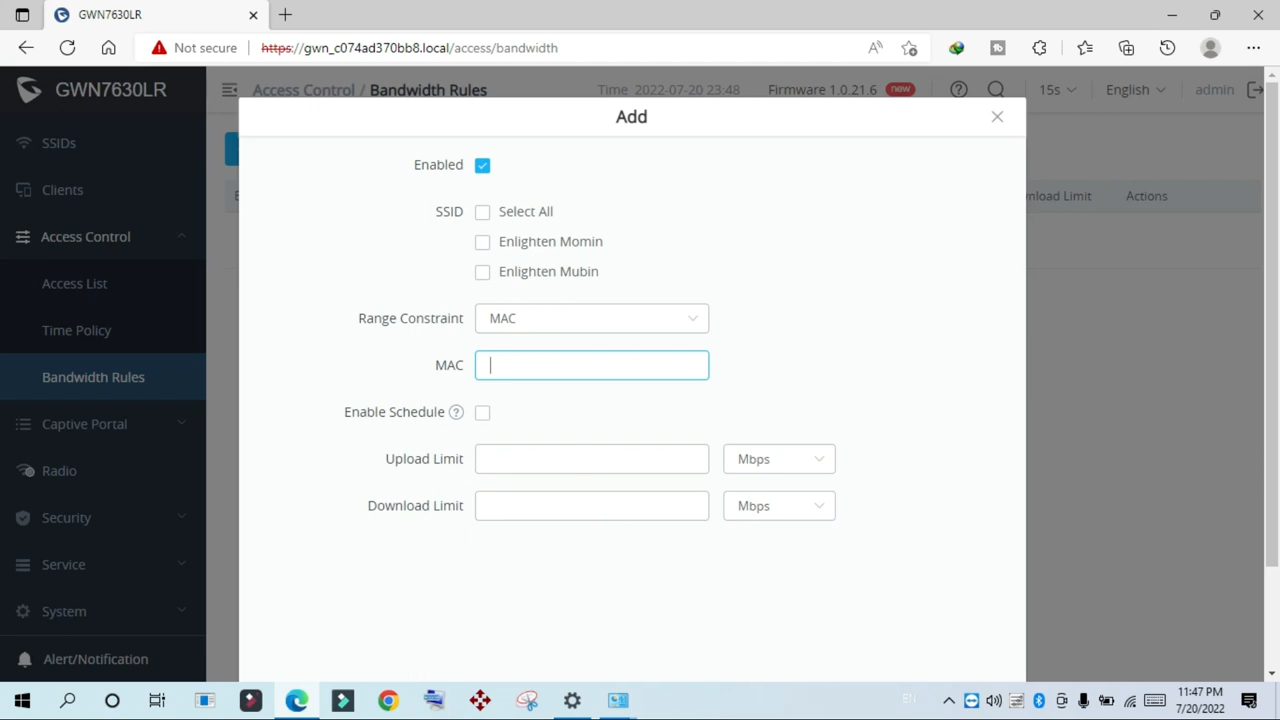 GWN7630LR
Not secure
https://gwn_c074ad370bb8.local/access/bandwidth
GWN7630LR
Access Control / Bandwidth Rules
Time 2022-07-20 23:48
Firmware 1.0.21.6 new
15s
English
admin
SSIDs
Clients
Access Control
Access List
Time Policy
Bandwidth Rules
Captive Portal
Radio
Security
Service
System
Alert/Notification
Add
Enabled
SSID
Select All
Enlighten Momin
Enlighten Mubin
Range Constraint
MAC
MAC
Enable Schedule ?
Upload Limit
Mbps
Download Limit
Mbps
Limit
Actions
11:47 PM
7/20/2022